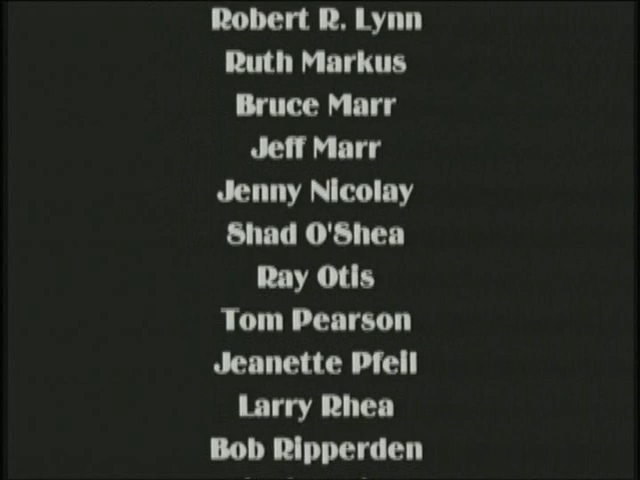 Robert R. Lynn
Ruth Markus
Bruce Marr
Jeff Marr
Jenny Nicolay
Shad O'Shea
Ray Otis
Tom Pearson
Jeanette Pfeil
Larry Rhea
Bob Ripperden